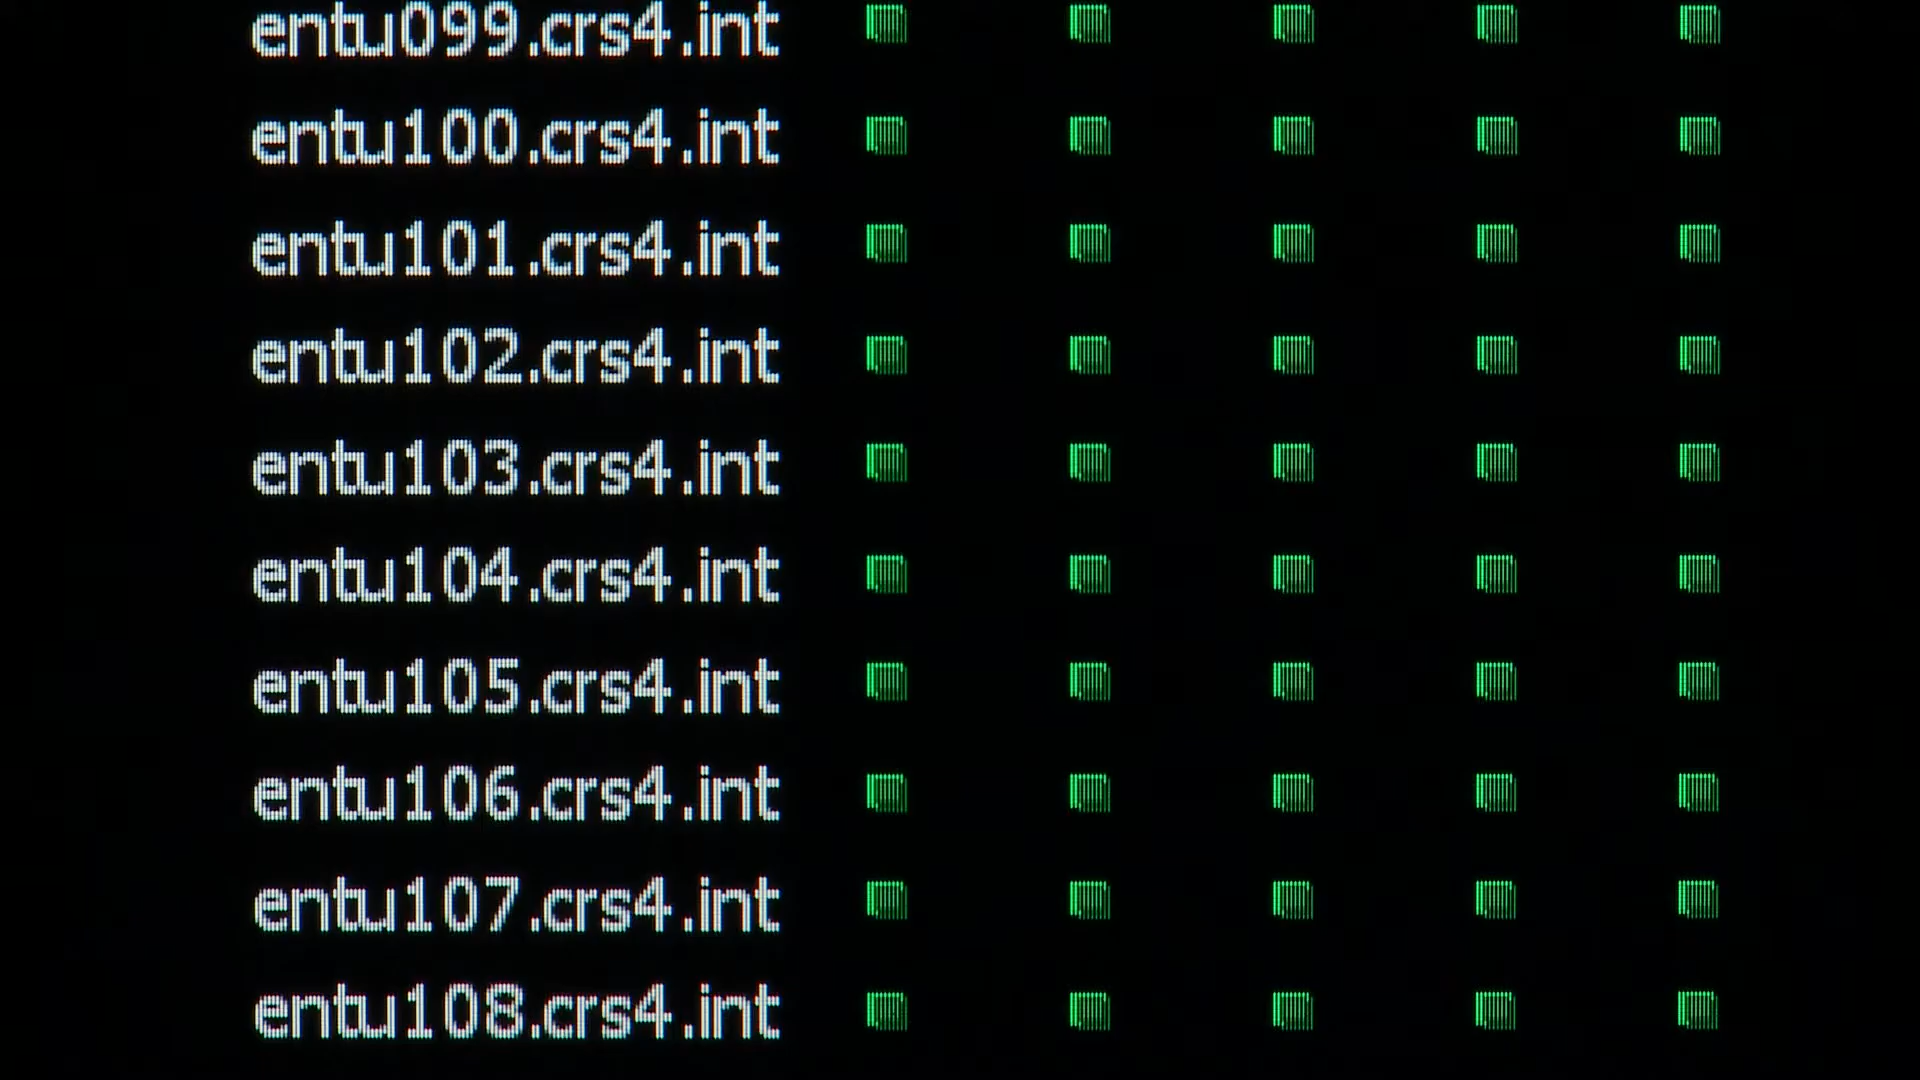 entu099.crs4.int
entu100.crs4.int
entu101.crs4.int
entu102.crs4.int
entu103.crs4.int
entu104.crs4.int
entu105.crs4.int
entu106.crs4.int
entu107.crs4.int
entu108.crs4.int